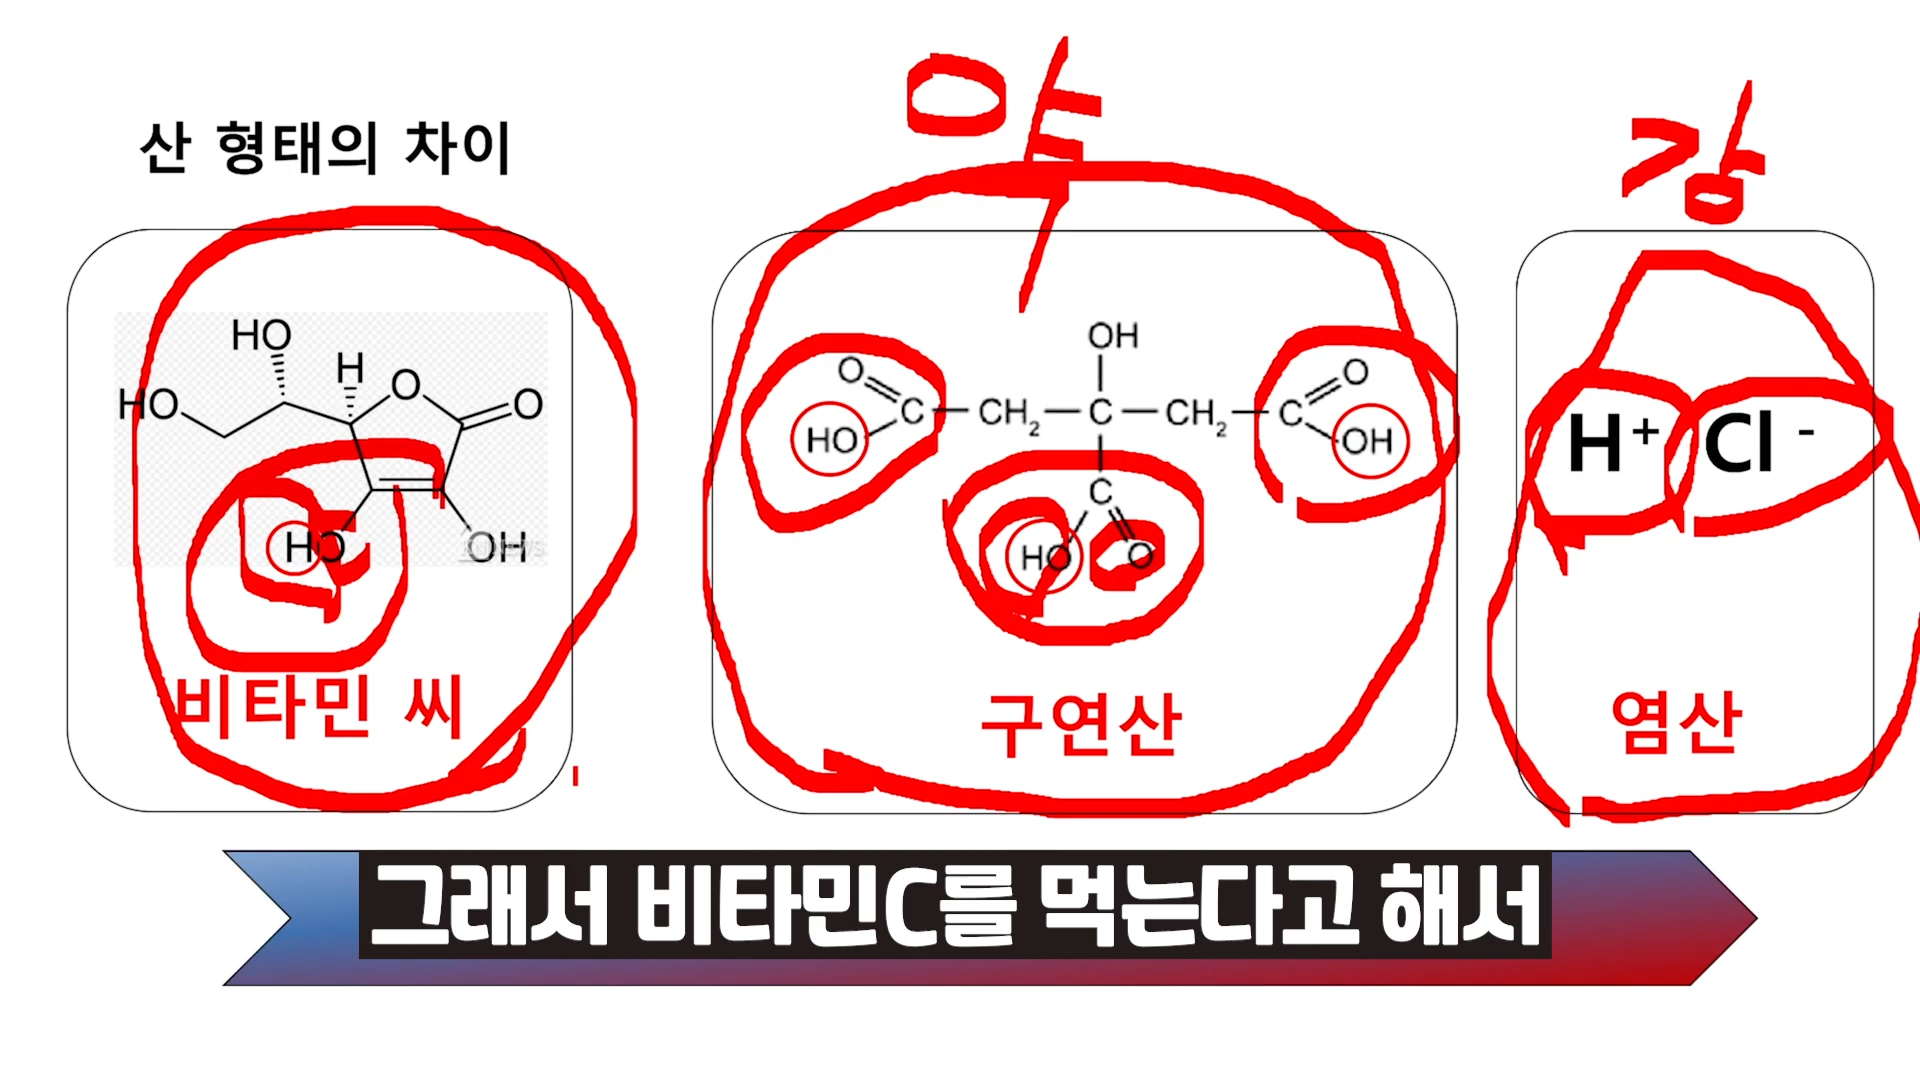 약
강
산 형태의 차이
HO
H
O
O
HO
HO
OH
OH
O
O
C
CH2
C
CH2
C
HO
OH
C
HO
O
H+ Cl -
비타민 씨
구연산
염산
그래서 비타민C를 먹는다고 해서